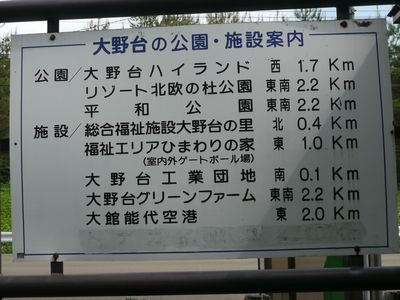 大野台の公園・施設案内
公園／大野台ハイランド 西 1.7 Km
リゾート北欧の杜公園 東南 2.2 Km
平和公園 東南 2.2 Km
施設／総合福祉施設大野台の里 北 0.4 Km
福祉エリアひまわりの家 東 1.0 Km
(室内外ゲートボール場)
大野台工業団地 南 0.1 Km
大野台グリーンファーム 東南 2.2 Km
大館能代空港 東 2.0 Km